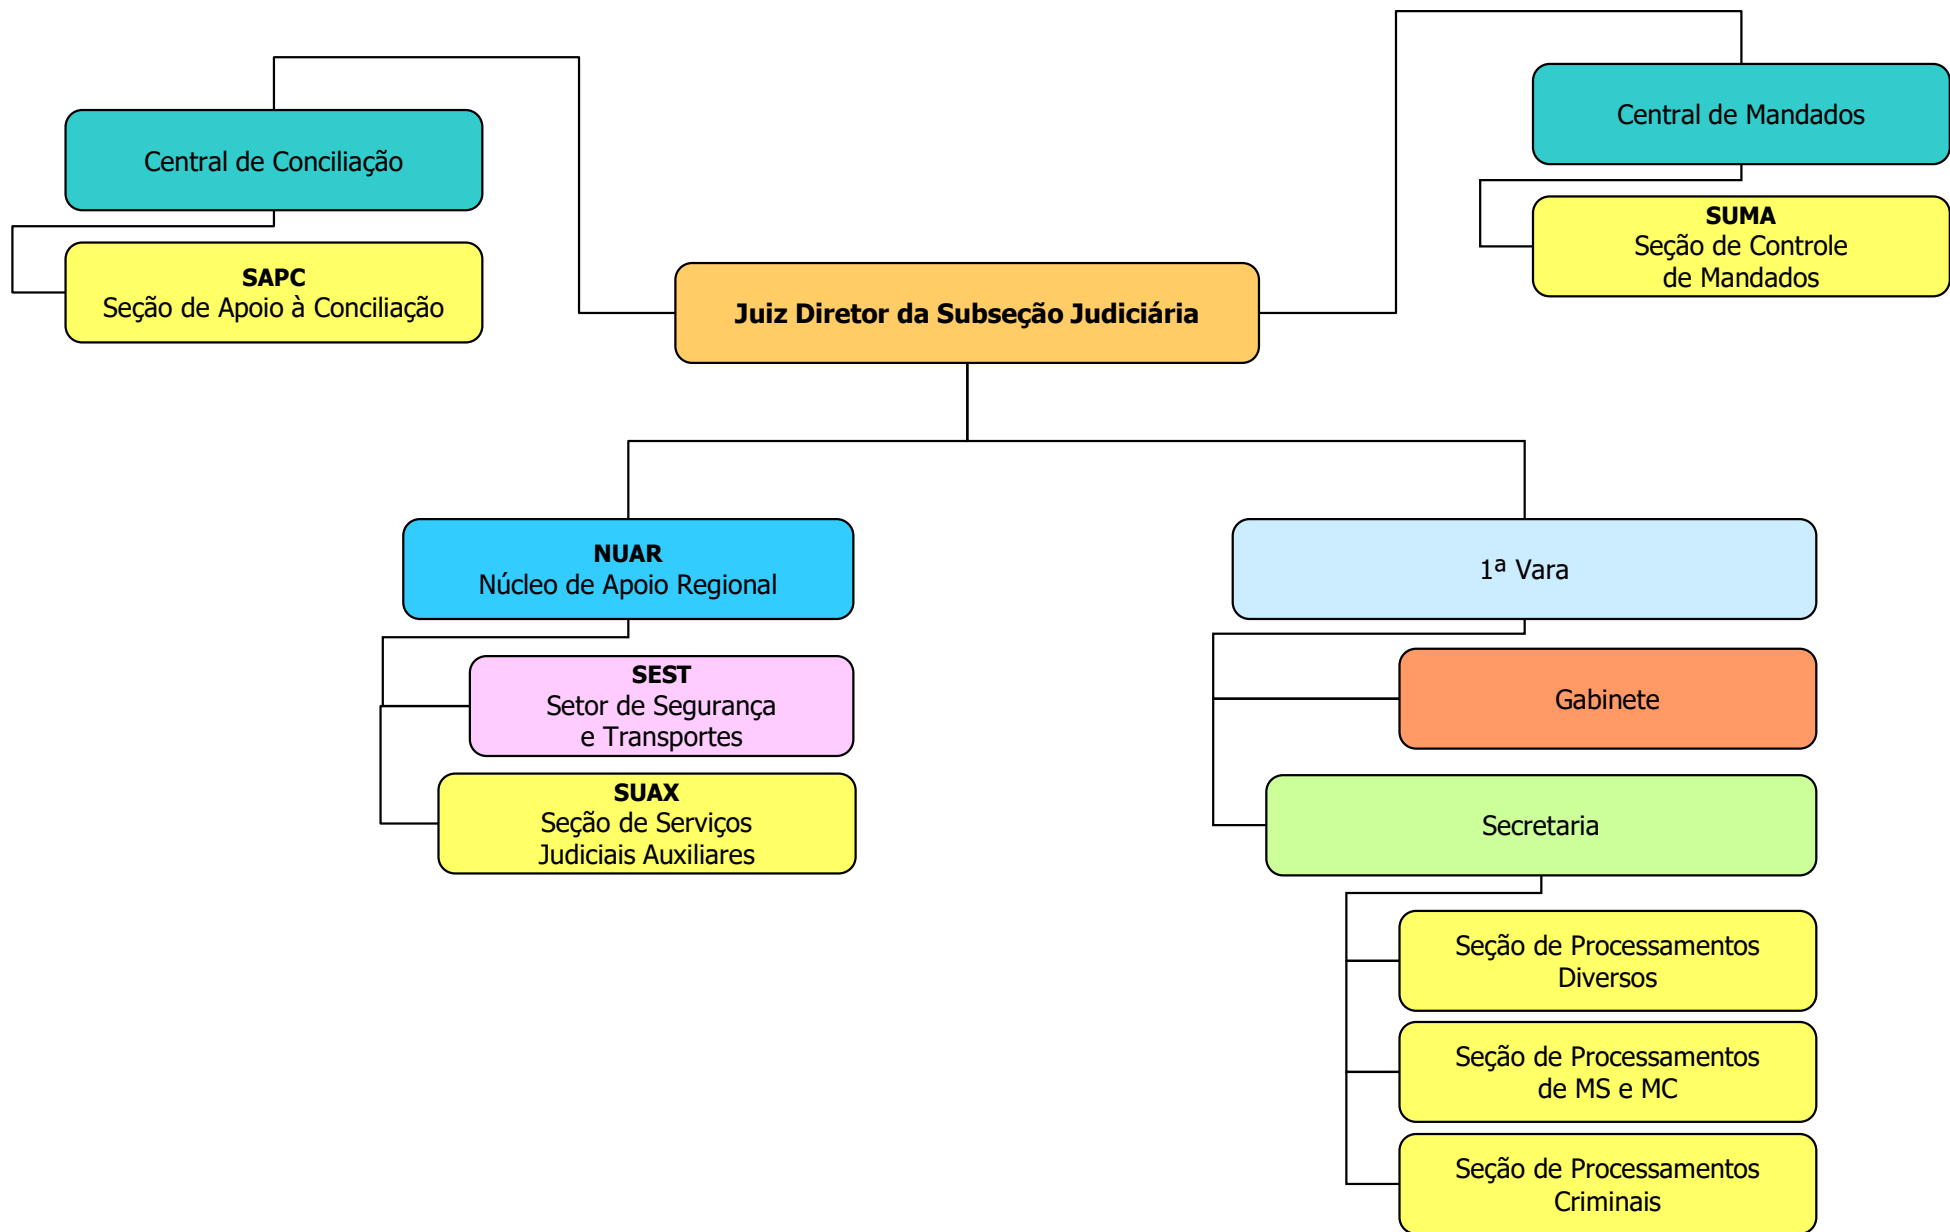 Central de Conciliação
SAPC
Seção de Apoio à Conciliação
Central de Mandados
SUMA
Seção de Controle
de Mandados
Juiz Diretor da Subseção Judiciária
NUAR
Núcleo de Apoio Regional
SEST
Setor de Segurança
e Transportes
SUAX
Seção de Serviços
Judiciais Auxiliares
1ª Vara
Gabinete
Secretaria
Seção de Processamentos
Diversos
Seção de Processamentos
de MS e MC
Seção de Processamentos
Criminais